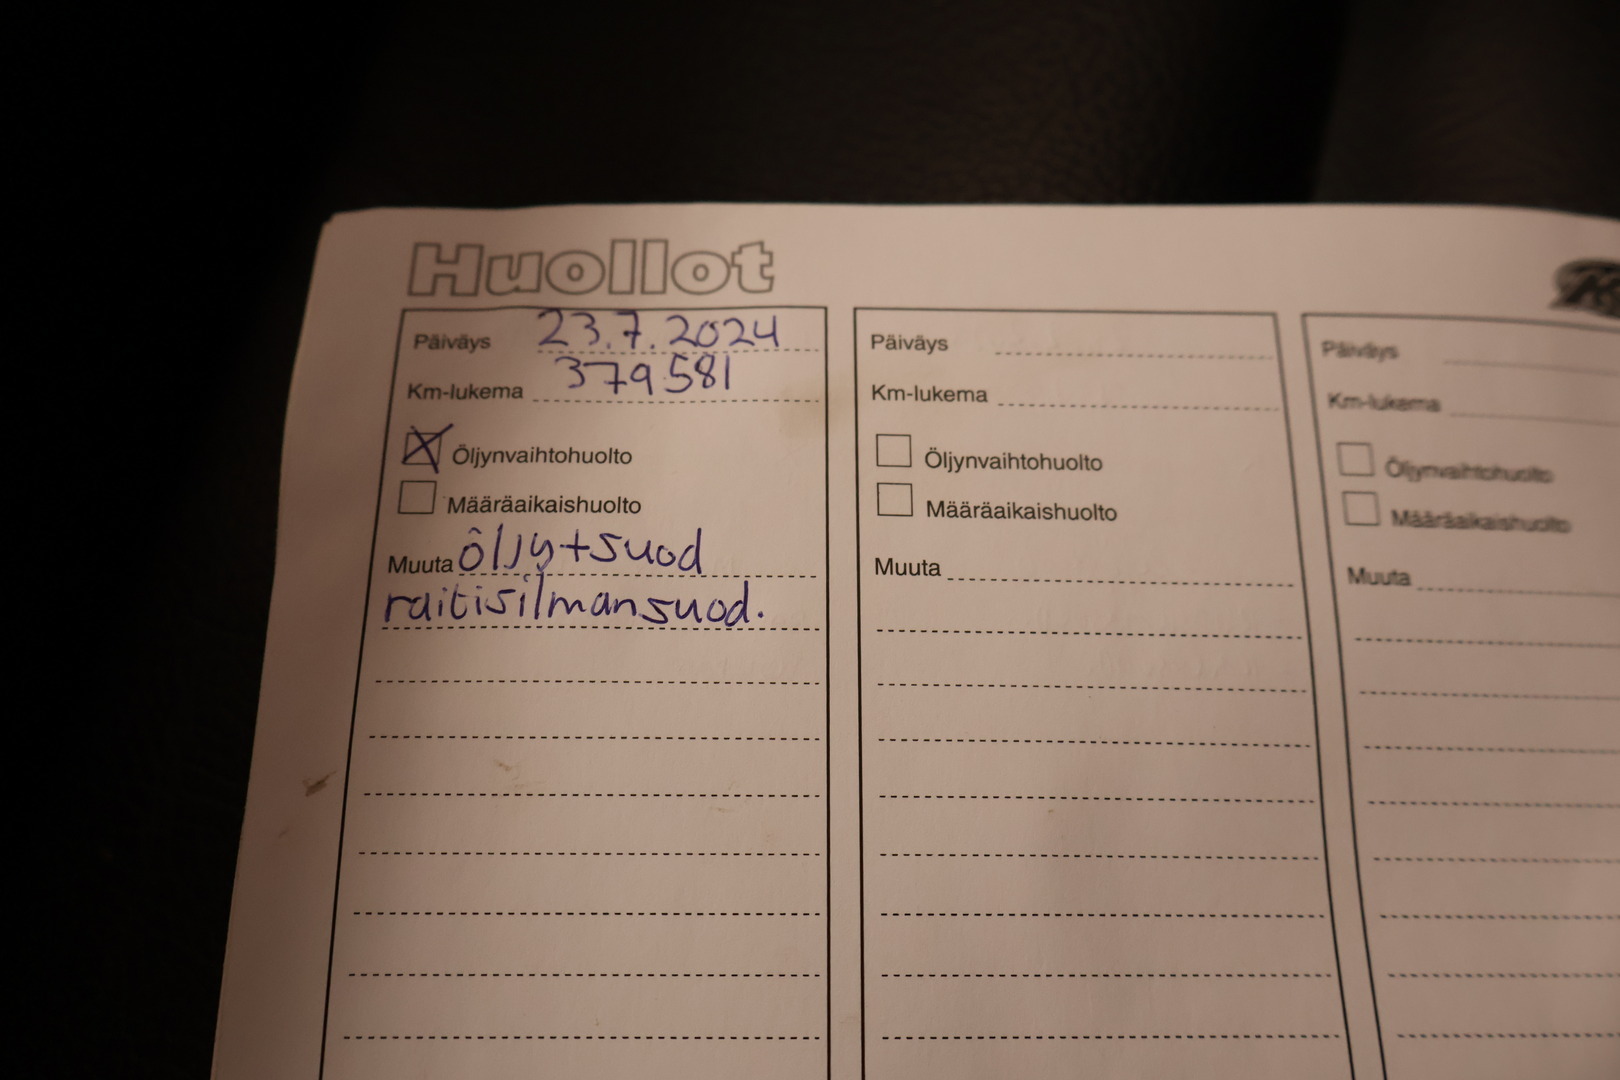 Huollot
Päiväys 23.7.2024
Km-lukema 379581
Öljynvaihtohuolto
Määräaikaishuolto
Muuta öljy+suod
raitisilmansuod.
Päiväys
Km-lukema
Öljynvaihtohuolto
Määräaikaishuolto
Muuta
Päiväys
Km-lukema
Öljynvaihtohuolto
Määräaikaishuolto
Muuta